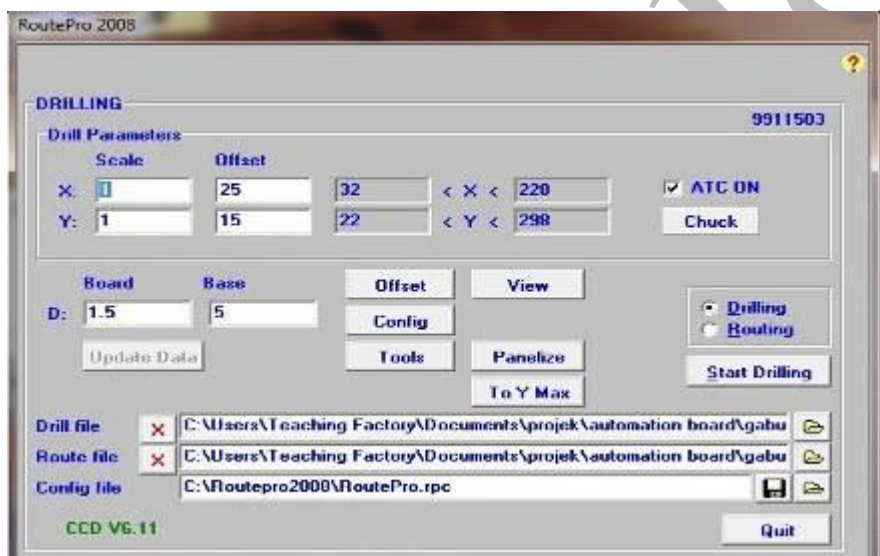 RoutePro 2008
?
DRILLING
9911503
Drill Parameters
Scale Offset
X: 1 25 32 < X < 220 ATC ON
Y: 1 15 22 < Y < 298 Chuck
Board Base Offset View
D: 1.5 5 Config Drilling
Routing
Update Data Tools Panelize Start Drilling
To Y Max
Drill file C:\Users\Teaching Factory\Documents\projek\automation board\gabu
Route file C:\Users\Teaching Factory\Documents\projek\automation board\gabu
Config file C:\Routepro2000\RoutePro.rpc
CCD V6.11 Quit